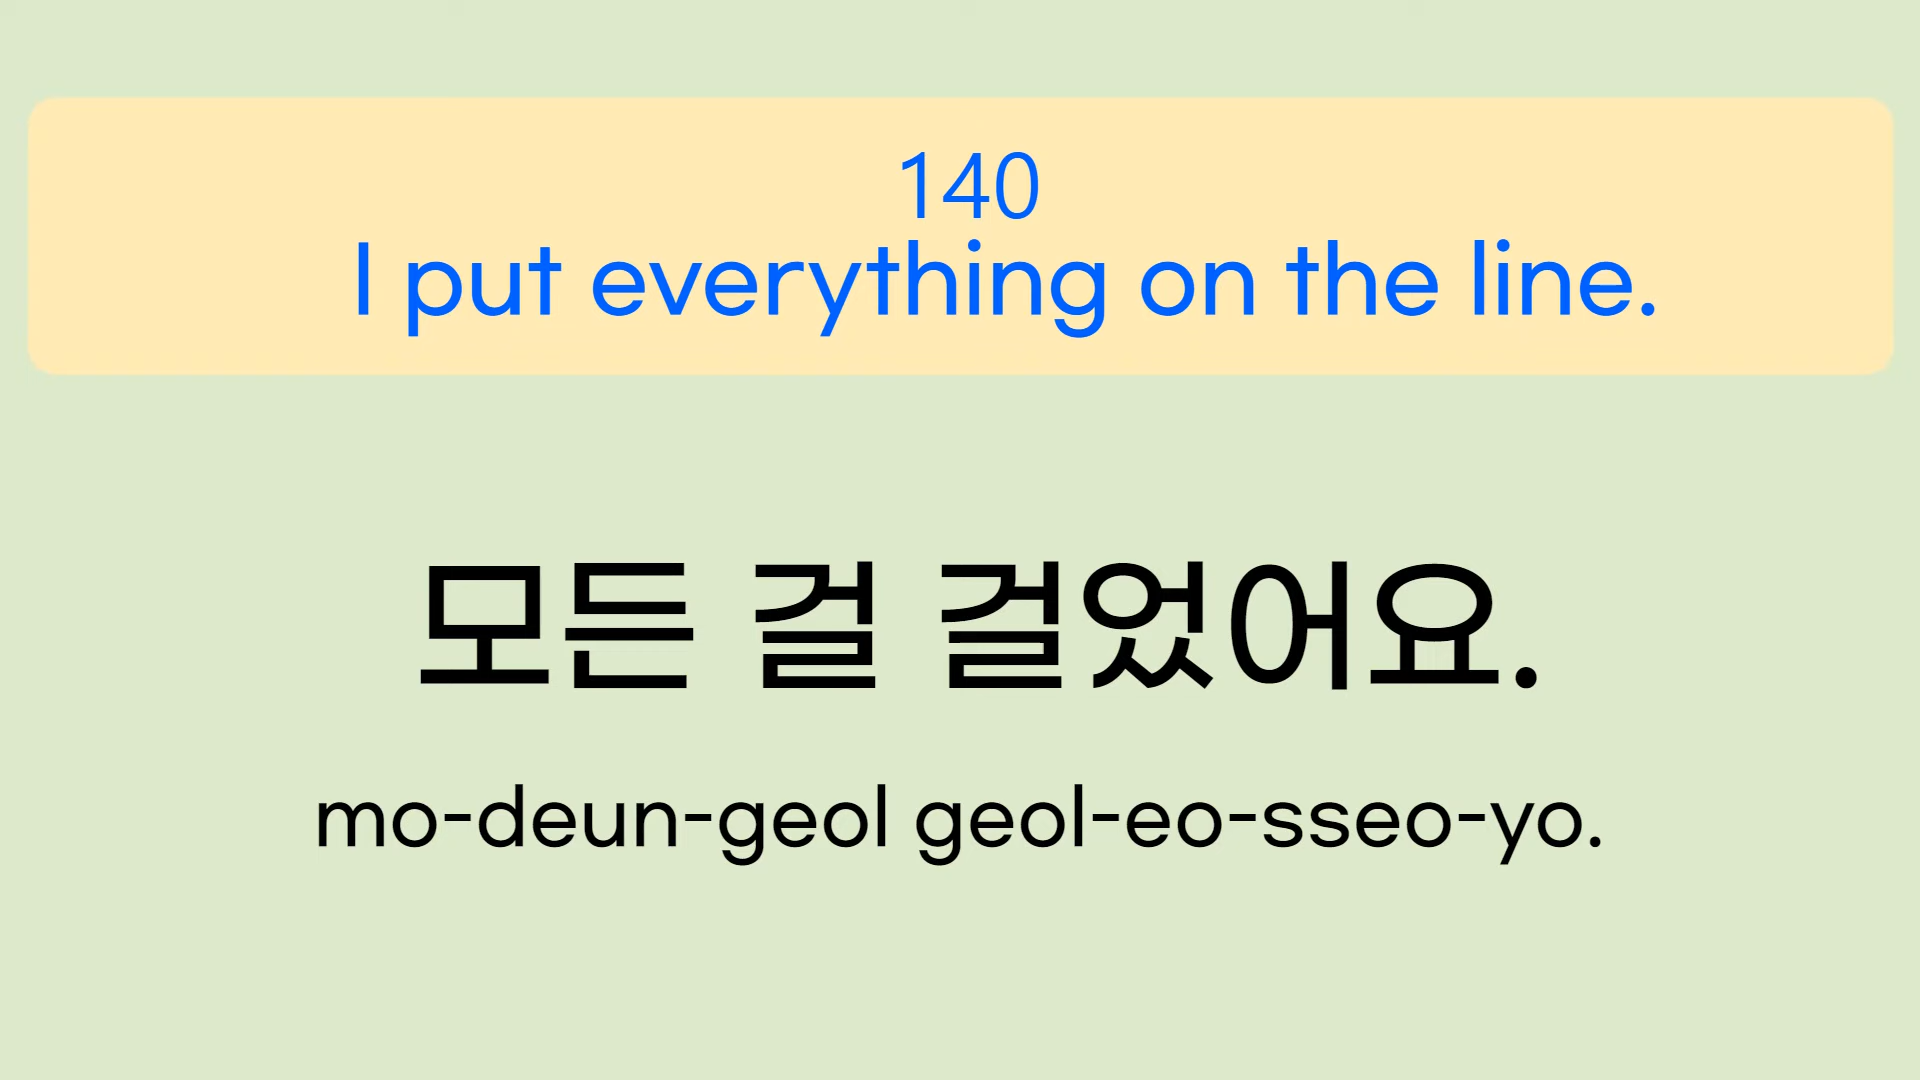 140
I put everything on the line.
모든 걸 걸었어요.
mo-deun-geol geol-eo-sseo-yo.